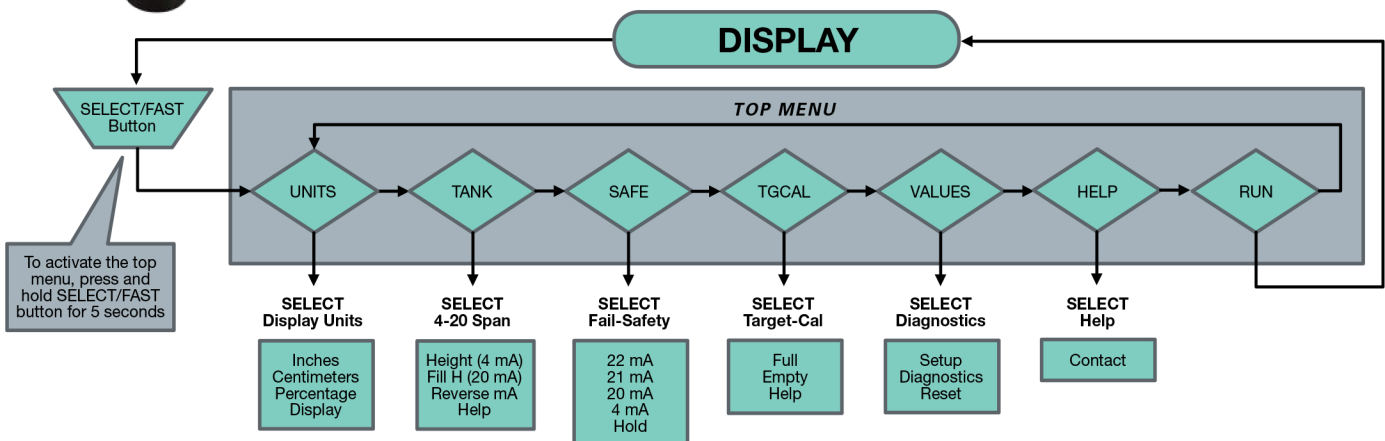 DISPLAY
SELECT/FAST
Button
TOP MENU
UNITS
TANK
SAFE
TGCAL
VALUES
HELP
RUN
To activate the top
menu, press and
hold SELECT/FAST
button for 5 seconds
SELECT
Display Units
SELECT
4-20 Span
SELECT
Fail-Safety
SELECT
Target-Cal
SELECT
Diagnostics
SELECT
Help
Inches
Centimeters
Percentage
Display
Height (4 mA)
Fill H (20 mA)
Reverse mA
Help
22 mA
21 mA
20 mA
4 mA
Hold
Full
Empty
Help
Setup
Diagnostics
Reset
Contact